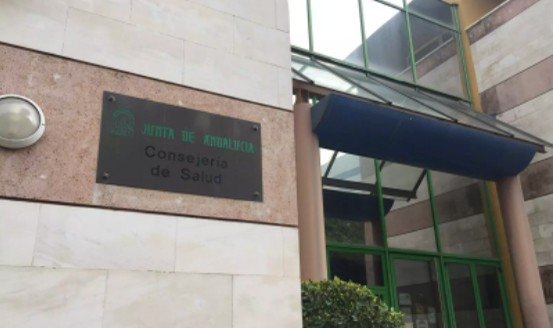 JUNTA DE ANDALUCIA
Consejería
de Salud